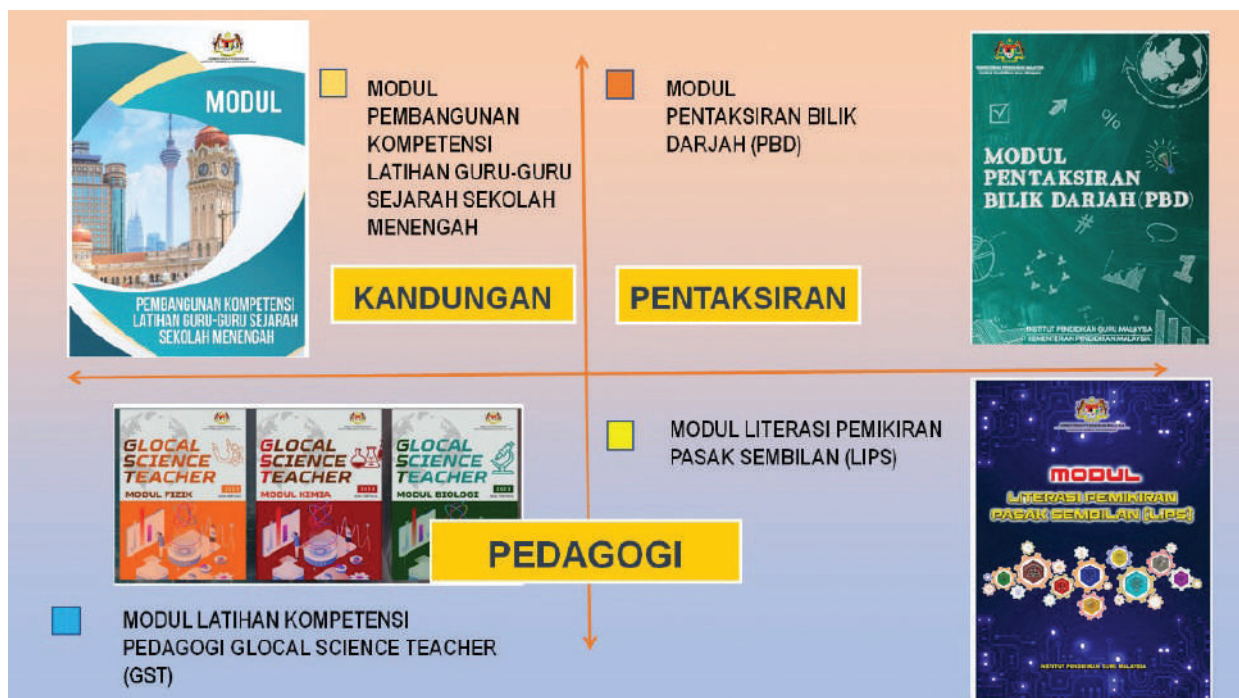 MODUL
PEMBANGUNAN KOMPETENSI
LATIHAN GURU-GURU SEJARAH
SEKOLAH MENENGAH
MODUL
PEMBANGUNAN
KOMPETENSI
LATIHAN GURU-GURU
SEJARAH SEKOLAH
MENENGAH
KANDUNGAN
MODUL
PENTAKSIRAN BILIK
DARJAH (PBD)
PENTAKSIRAN
MODUL
PENTAKSIRAN
BILIK DARJAH (PBD)
INSTITUT PENDIDIKAN GURU MALAYSIA
KEMENTERIAN PENDIDIKAN MALAYSIA
GLOCAL
SCIENCE
TEACHER
MODUL FIZIK
GLOCAL
SCIENCE
TEACHER
MODUL KIMIA
GLOCAL
SCIENCE
TEACHER
MODUL BIOLOGI
PEDAGOGI
MODUL LATIHAN KOMPETENSI
PEDAGOGI GLOCAL SCIENCE TEACHER
(GST)
MODUL LITERASI PEMIKIRAN
PASAK SEMBILAN (LIPS)
MODUL
LITERASI PEMIKIRAN
PASAK SEMBILAN (LIPS)
INSTITUT PENDIDIKAN GURU MALAYSIA